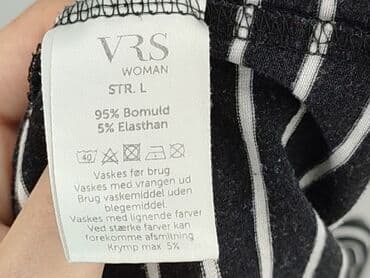 VRS
WOMAN
STR. L
95% Bomuld
5% Elasthan
40
Vaskes før brug
Vaskes med vrangen ud
Brug vaskemiddel uden
blegemiddel.
Vaskes med lignende farver
Ved stærke farver kan
forekomme afsmitning
Krymp max 5%